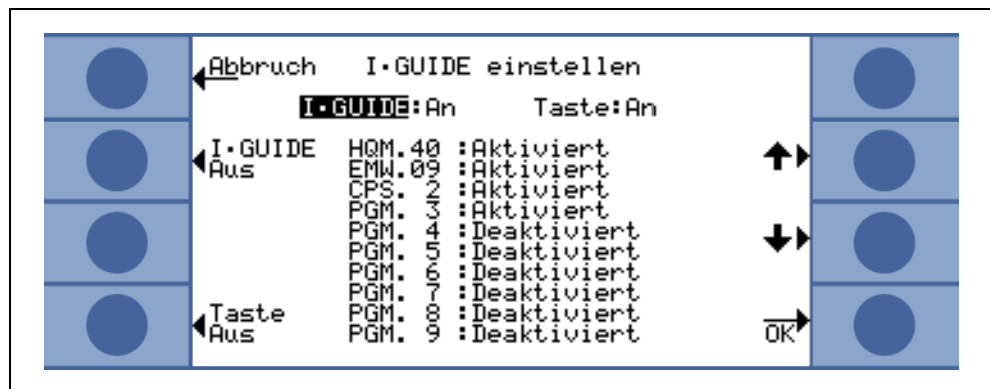 Abbruch I·GUIDE einstellen
I·GUIDE:An Taste:An
I·GUIDE HQM.40 :Aktiviert
Aus EMW.09 :Aktiviert
CPS. 2 :Aktiviert
PGM. 3 :Aktiviert
PGM. 4 :Deaktiviert
PGM. 5 :Deaktiviert
PGM. 6 :Deaktiviert
PGM. 7 :Deaktiviert
Taste PGM. 8 :Deaktiviert
Aus PGM. 9 :Deaktiviert OK